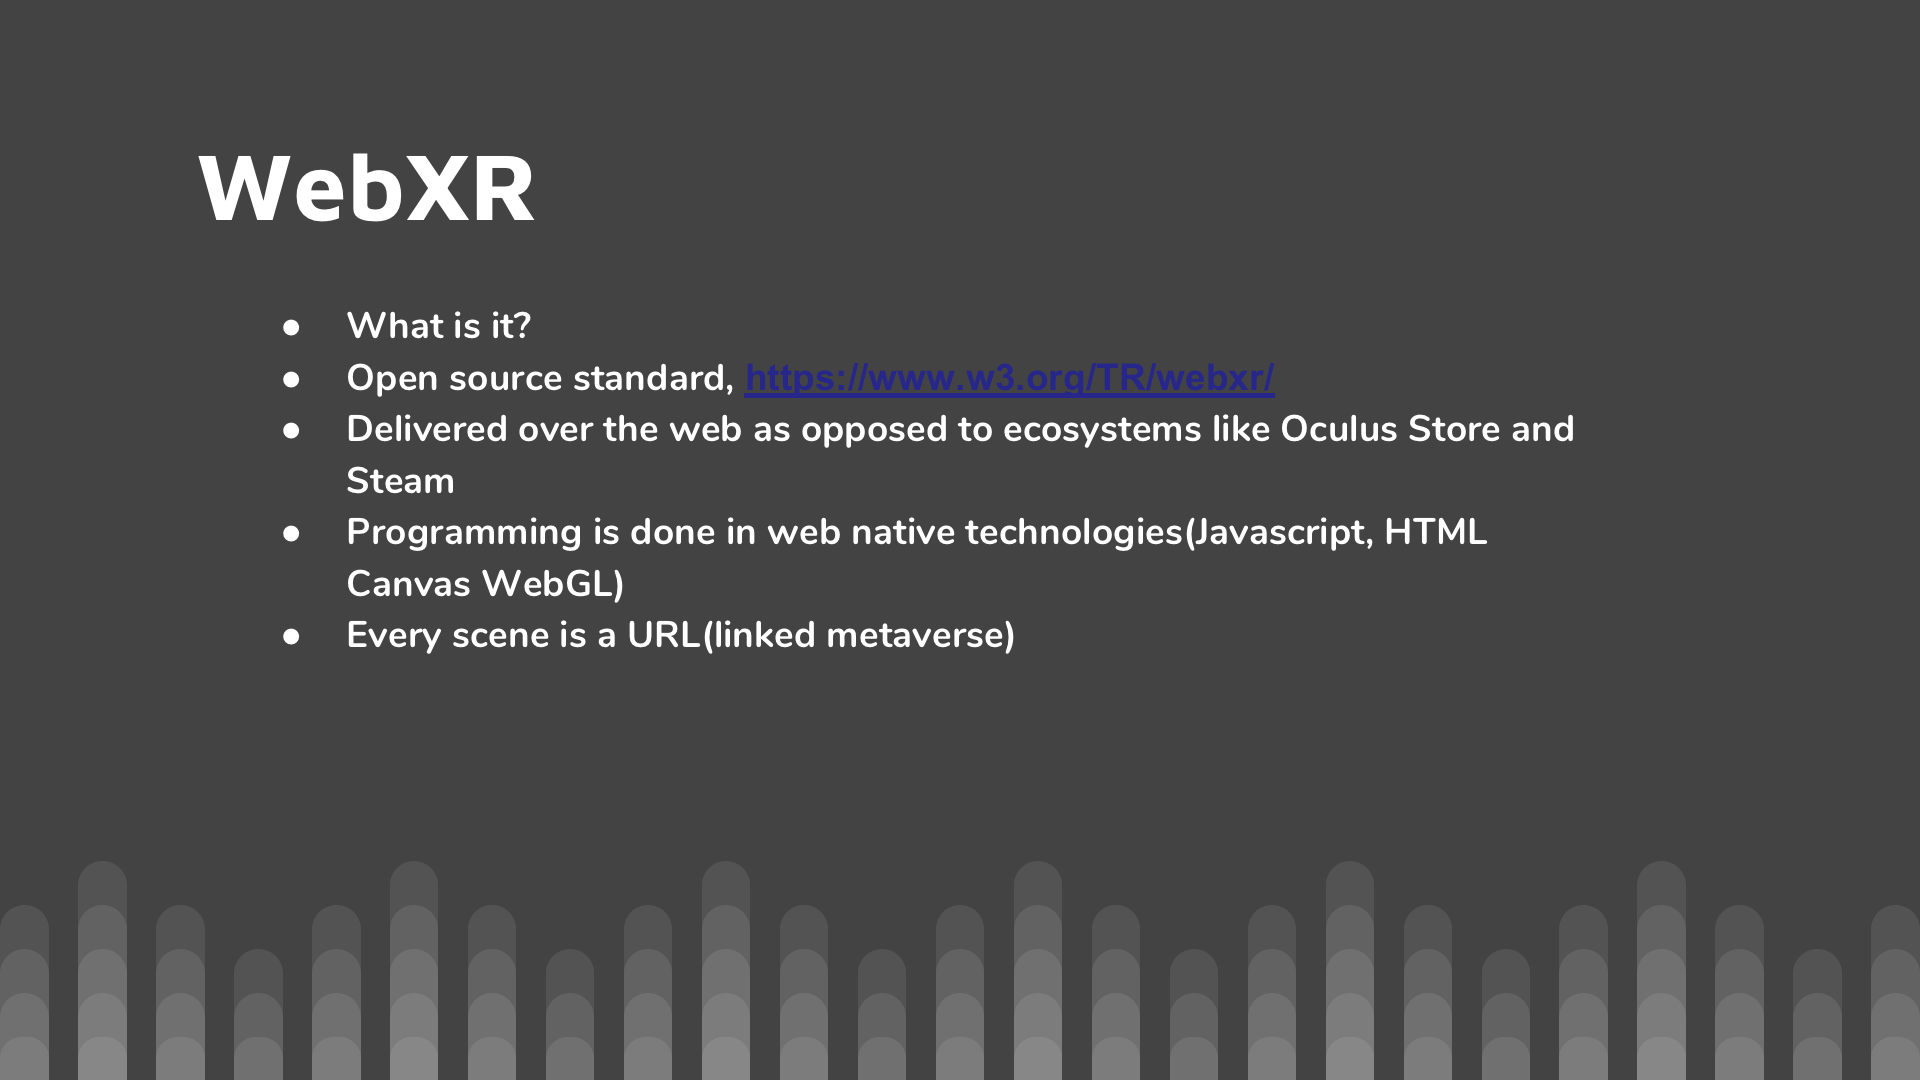 WebXR
● What is it?
● Open source standard, https://www.w3.org/TR/webxr/
● Delivered over the web as opposed to ecosystems like Oculus Store and
Steam
● Programming is done in web native technologies(Javascript, HTML
Canvas WebGL)
● Every scene is a URL(linked metaverse)